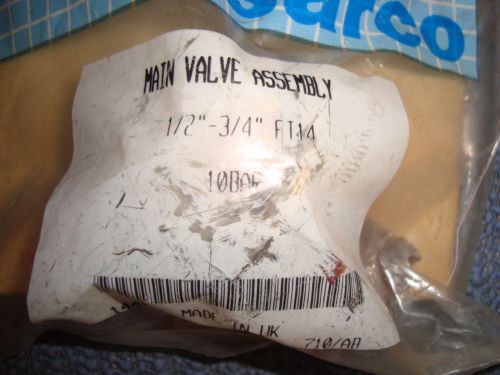 sarco
MAIN VALVE ASSEMBLY
1/2"-3/4" FT14
10BAR
MADE IN UK
710/AA